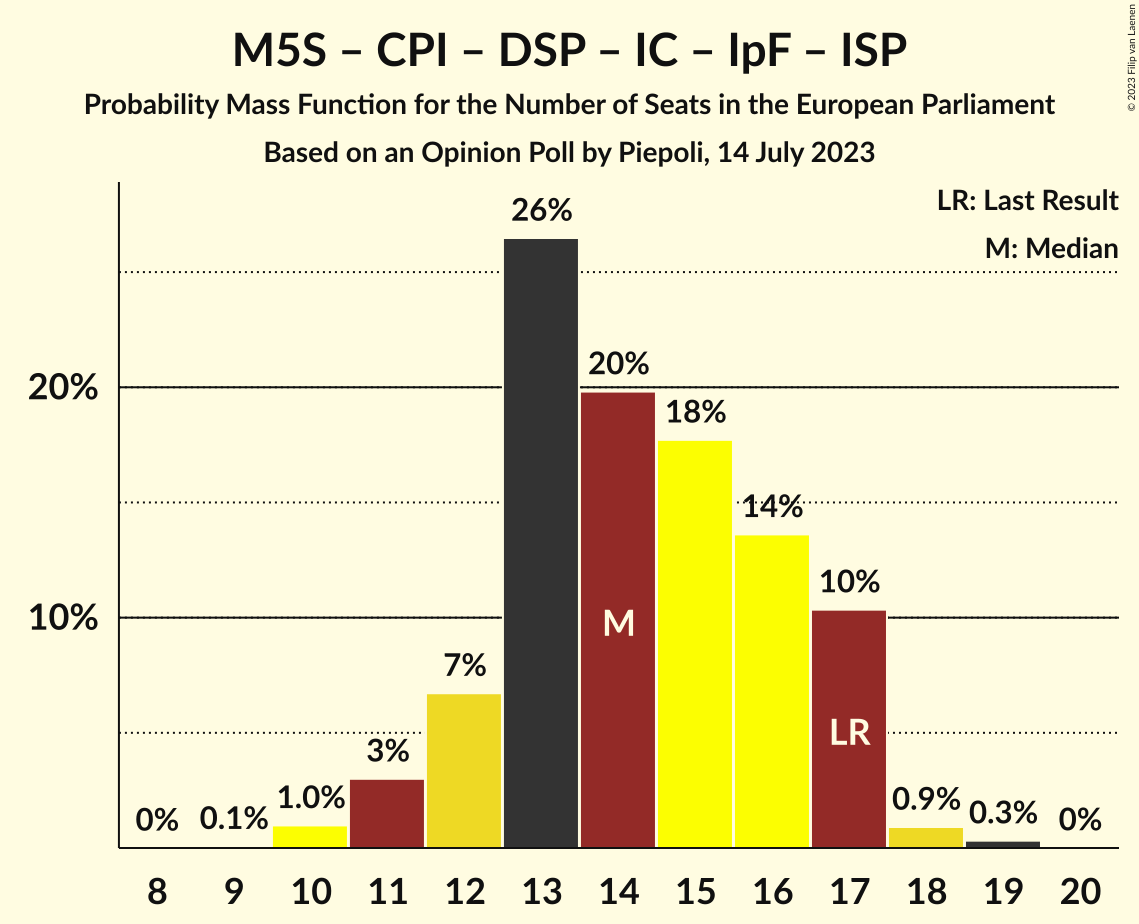 M5S – CPI – DSP – IC – IpF – ISP
Probability Mass Function for the Number of Seats in the European Parliament
Based on an Opinion Poll by Piepoli, 14 July 2023
© 2023 Filip van Laenen
LR: Last Result
M: Median
26%
20%
20%
18%
14%
10%
10%
M
7%
LR
3%
1.0%
0.9%
0%
0.1%
0.3%
0%
8 9 10 11 12 13 14 15 16 17 18 19 20